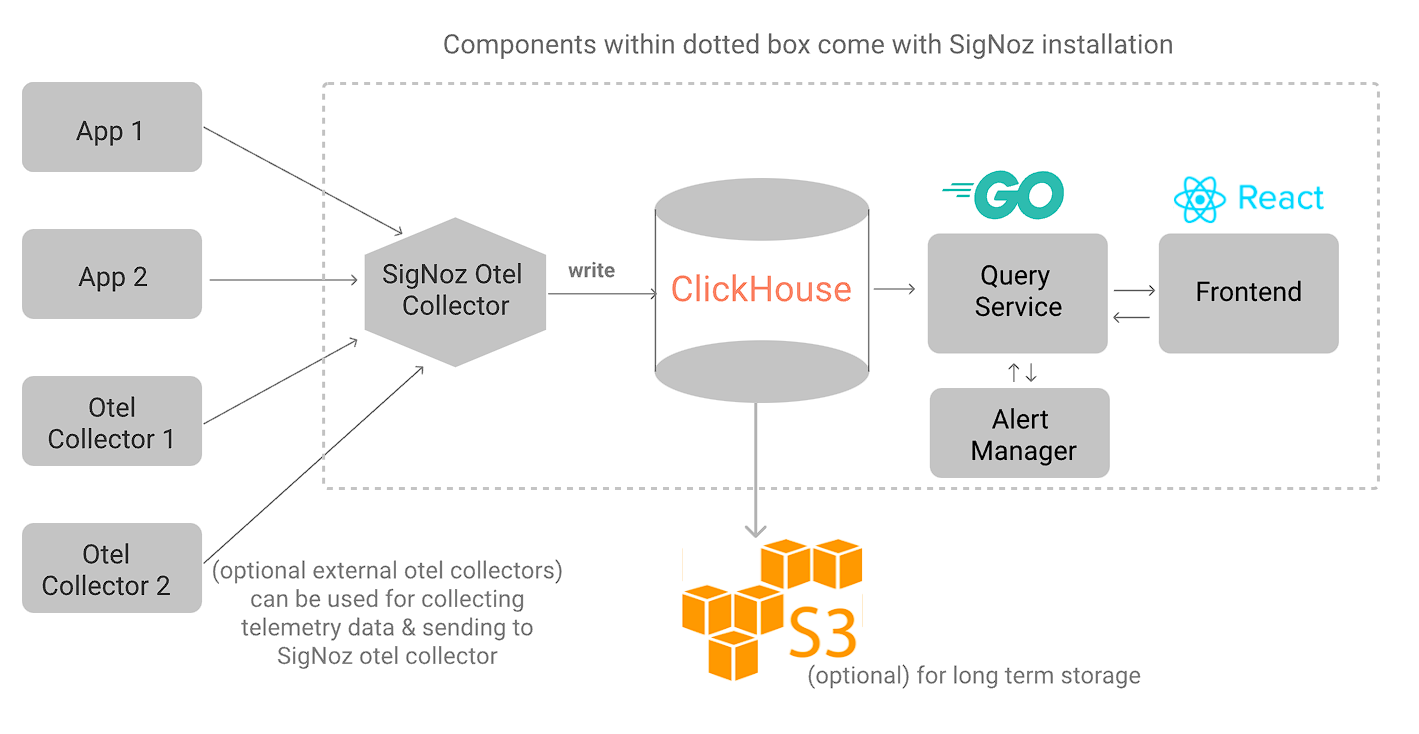 Components within dotted box come with SigNoz installation
App 1
App 2
Otel
Collector 1
Otel
Collector 2
(optional external otel collectors)
can be used for collecting
telemetry data & sending to
SigNoz otel collector
SigNoz Otel
Collector
write
ClickHouse
S3
(optional) for long term storage
GO
Query
Service
Alert
Manager
React
Frontend